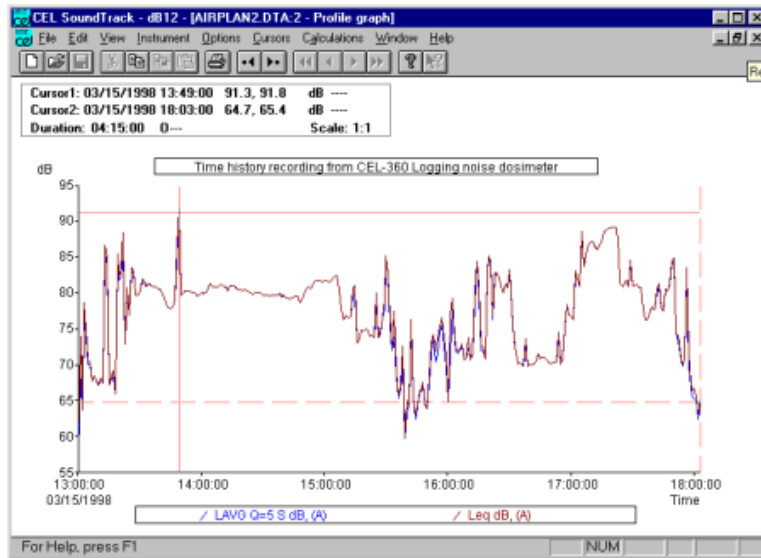 CEL SoundTrack - dB12 - [AIRPLAN2.DTA:2 - Profile graph]
File Edit View Instrument Options Cursors Calculations Window Help
Cursor1: 03/15/1998 13:49:00 91.3, 91.8 dB ----
Cursor2: 03/15/1998 18:03:00 64.7, 65.4 dB ----
Duration: 04:15:00 O--- Scale: 1:1
Re
dB
Time history recording from CEL-360 Logging noise dosimeter
95
90
85
80
75
70
65
60
55
13:00:00 14:00:00 15:00:00 16:00:00 17:00:00 18:00:00
03/15/1998 Time
LAVG Q=5 S dB, (A) Leq dB, (A)
For Help, press F1 NUM